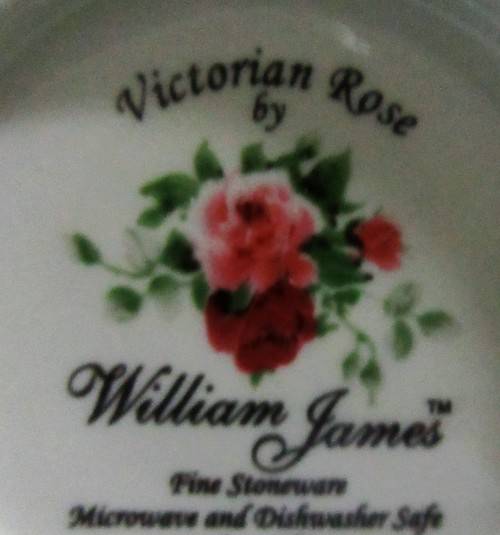 Victorian Rose
by
William James™
Fine Stoneware
Microwave and Dishwasher Safe